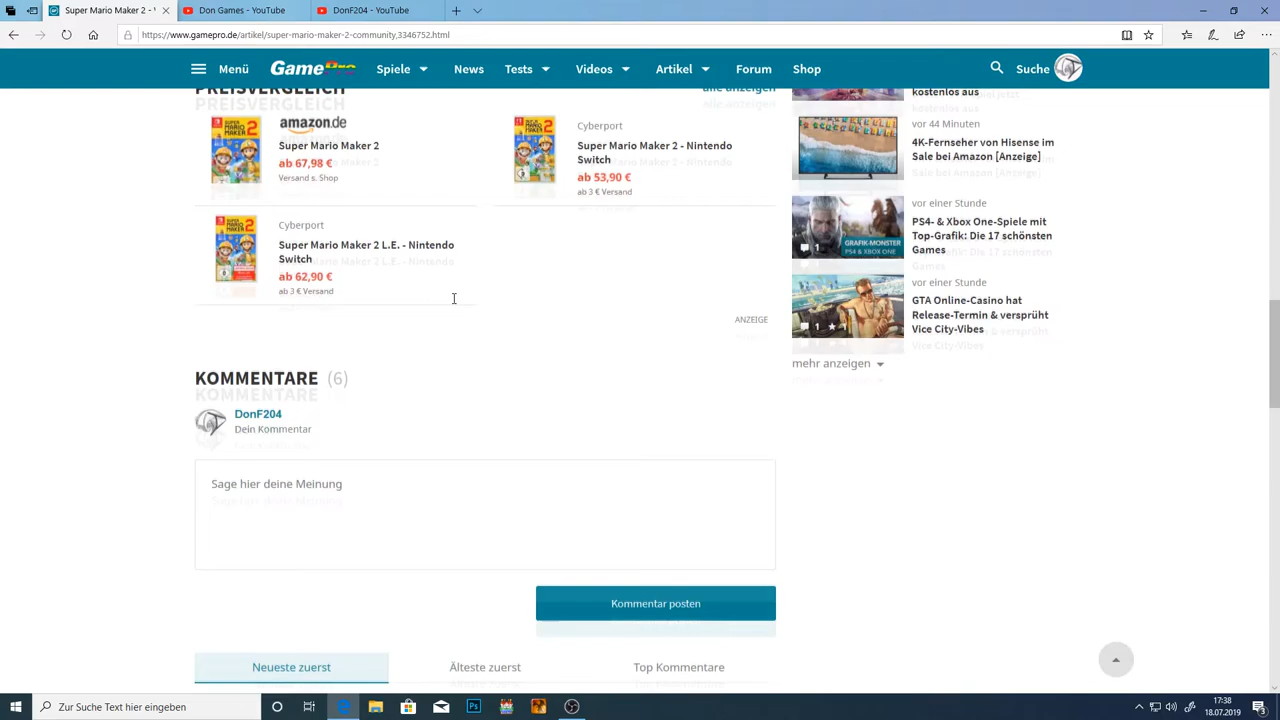 Super Mario Maker 2 - \
Don Games - YouTube
DonF204 - YouTube
https://www.gamepro.de/artikel/super-mario-maker-2-community,3346752.html
Menü
GamePro
Spiele
News
Tests
Videos
Artikel
Forum
Shop
Suche
PREISVERGLEICH
alle anzeigen
amazon.de
Super Mario Maker 2
ab 67,98 €
Versand s. Shop
Cyberport
Super Mario Maker 2 - Nintendo
Switch
ab 53,90 €
ab 3 € Versand
Cyberport
Super Mario Maker 2 L.E. - Nintendo
Switch
ab 62,90 €
ab 3 € Versand
ANZEIGE
KOMMENTARE (6)
DonF204
Dein Kommentar
Sage hier deine Meinung
Kommentar posten
Neueste zuerst
Älteste zuerst
Top Kommentare
kostenlos aus
vor 44 Minuten
4K-Fernseher von Hisense im
Sale bei Amazon [Anzeige]
vor einer Stunde
PS4- & Xbox One-Spiele mit
Top-Grafik: Die 17 schönsten
Games
1
GRAFIK-MONSTER
PS4 & XBOX ONE
vor einer Stunde
GTA Online-Casino hat
Release-Termin & versprüht
Vice City-Vibes
1 1
mehr anzeigen
Zur Suche Text hier eingeben
17:38
18.07.2019